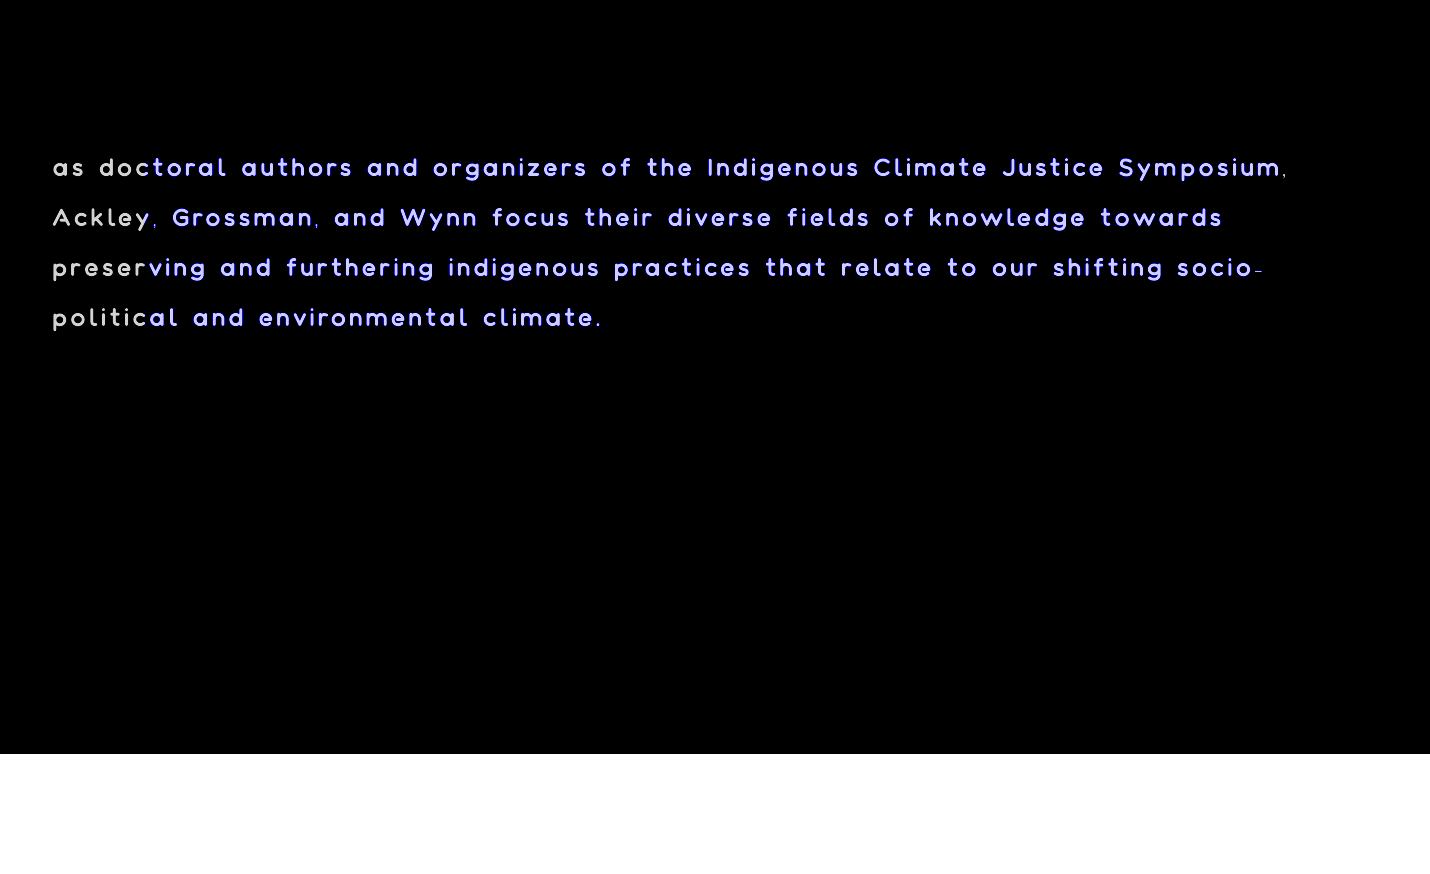 as doctoral authors and organizers of the Indigenous Climate Justice Symposium,
Ackley, Grossman, and Wynn focus their diverse fields of knowledge towards
preserving and furthering indigenous practices that relate to our shifting socio-
political and environmental climate.